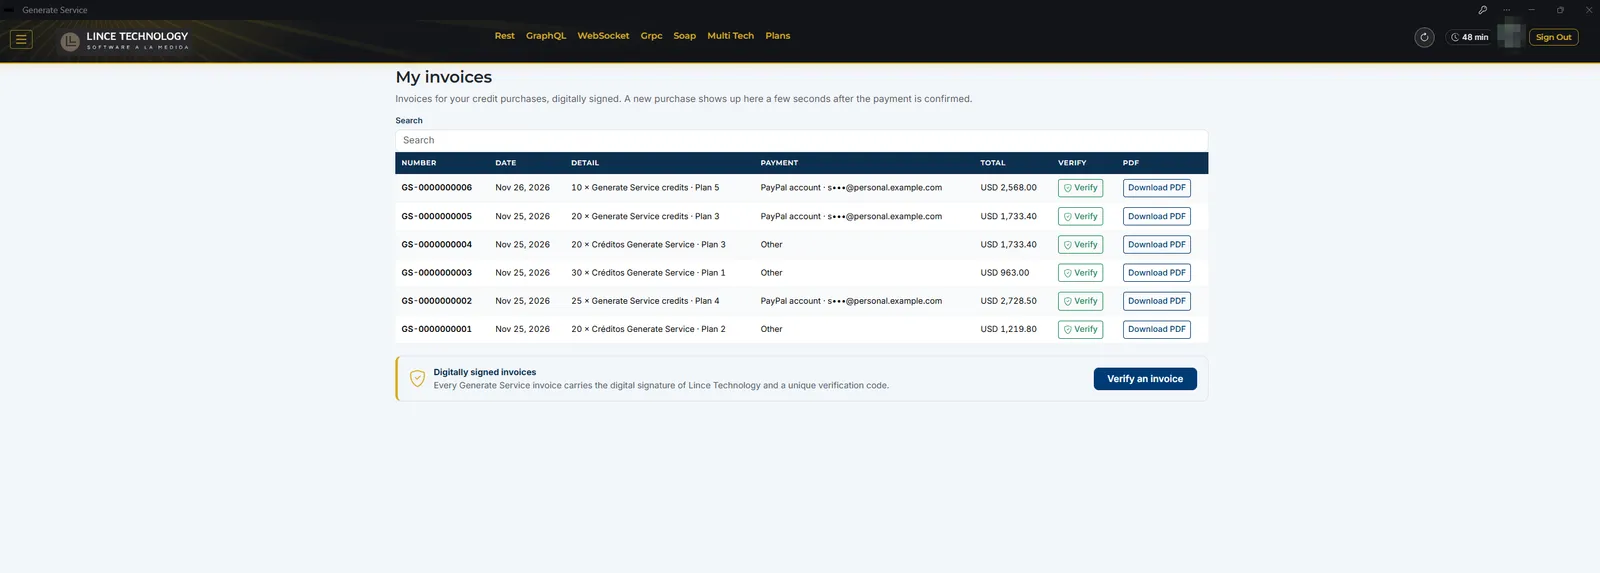 Generate Service
LINCE TECHNOLOGY
SOFTWARE A LA MEDIDA
Rest GraphQL WebSocket Grpc Soap Multi Tech Plans
48 min
Sign Out
My invoices
Invoices for your credit purchases, digitally signed. A new purchase shows up here a few seconds after the payment is confirmed.
Search
Search
NUMBER DATE DETAIL PAYMENT TOTAL VERIFY PDF
GS-0000000006 Nov 26, 2026 10 × Generate Service credits · Plan 5 PayPal account · s•••@personal.example.com USD 2,568.00 Verify Download PDF
GS-0000000005 Nov 25, 2026 20 × Generate Service credits · Plan 3 PayPal account · s•••@personal.example.com USD 1,733.40 Verify Download PDF
GS-0000000004 Nov 25, 2026 20 × Créditos Generate Service · Plan 3 Other USD 1,733.40 Verify Download PDF
GS-0000000003 Nov 25, 2026 30 × Créditos Generate Service · Plan 1 Other USD 963.00 Verify Download PDF
GS-0000000002 Nov 25, 2026 25 × Generate Service credits · Plan 4 PayPal account · s•••@personal.example.com USD 2,728.50 Verify Download PDF
GS-0000000001 Nov 25, 2026 20 × Créditos Generate Service · Plan 2 Other USD 1,219.80 Verify Download PDF
Digitally signed invoices
Every Generate Service invoice carries the digital signature of Lince Technology and a unique verification code.
Verify an invoice